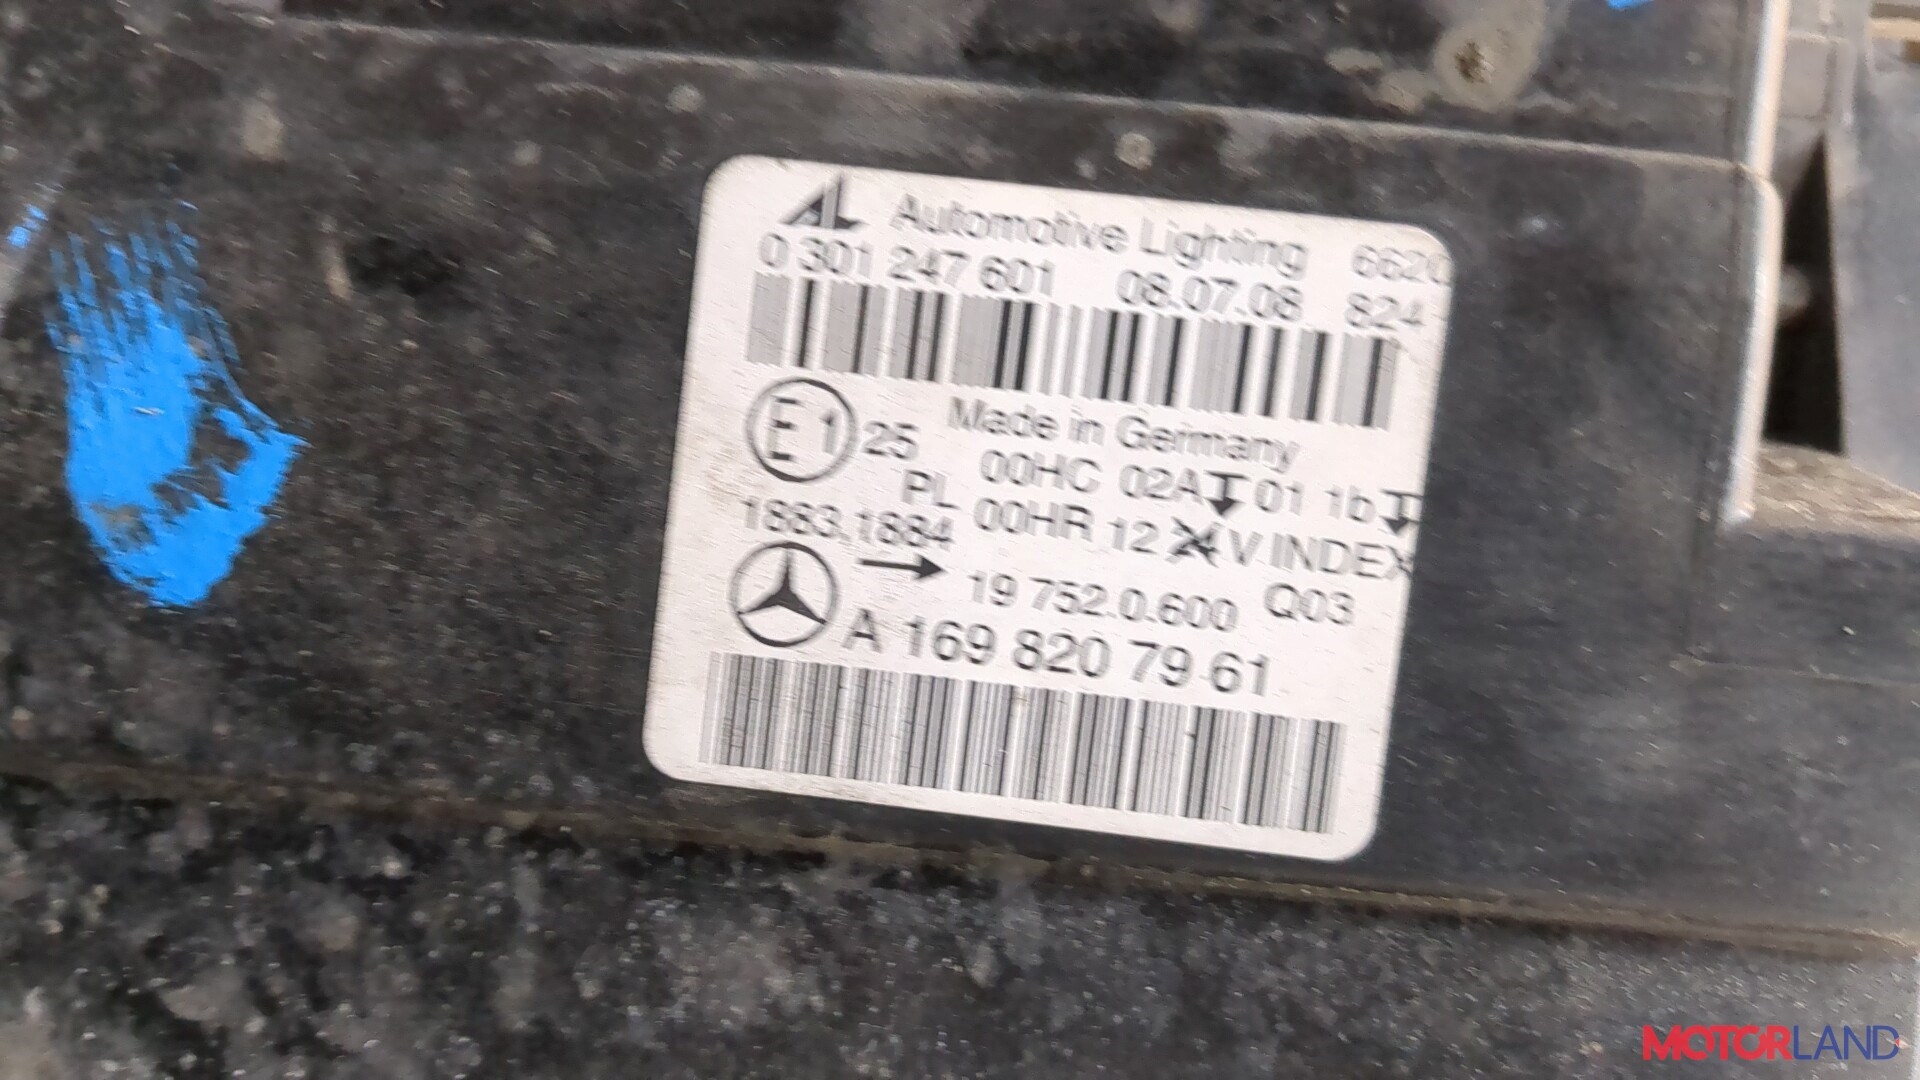 AL Automotive Lighting 6620
0 301 247 601 08.07.08 824
E1 25 Made in Germany
00HC 02A 01 1b
PL 00HR 12 24 V INDEX
1883,1884
→ 19 752.0.600 Q03
A 169 820 79 61
MOTORLAND